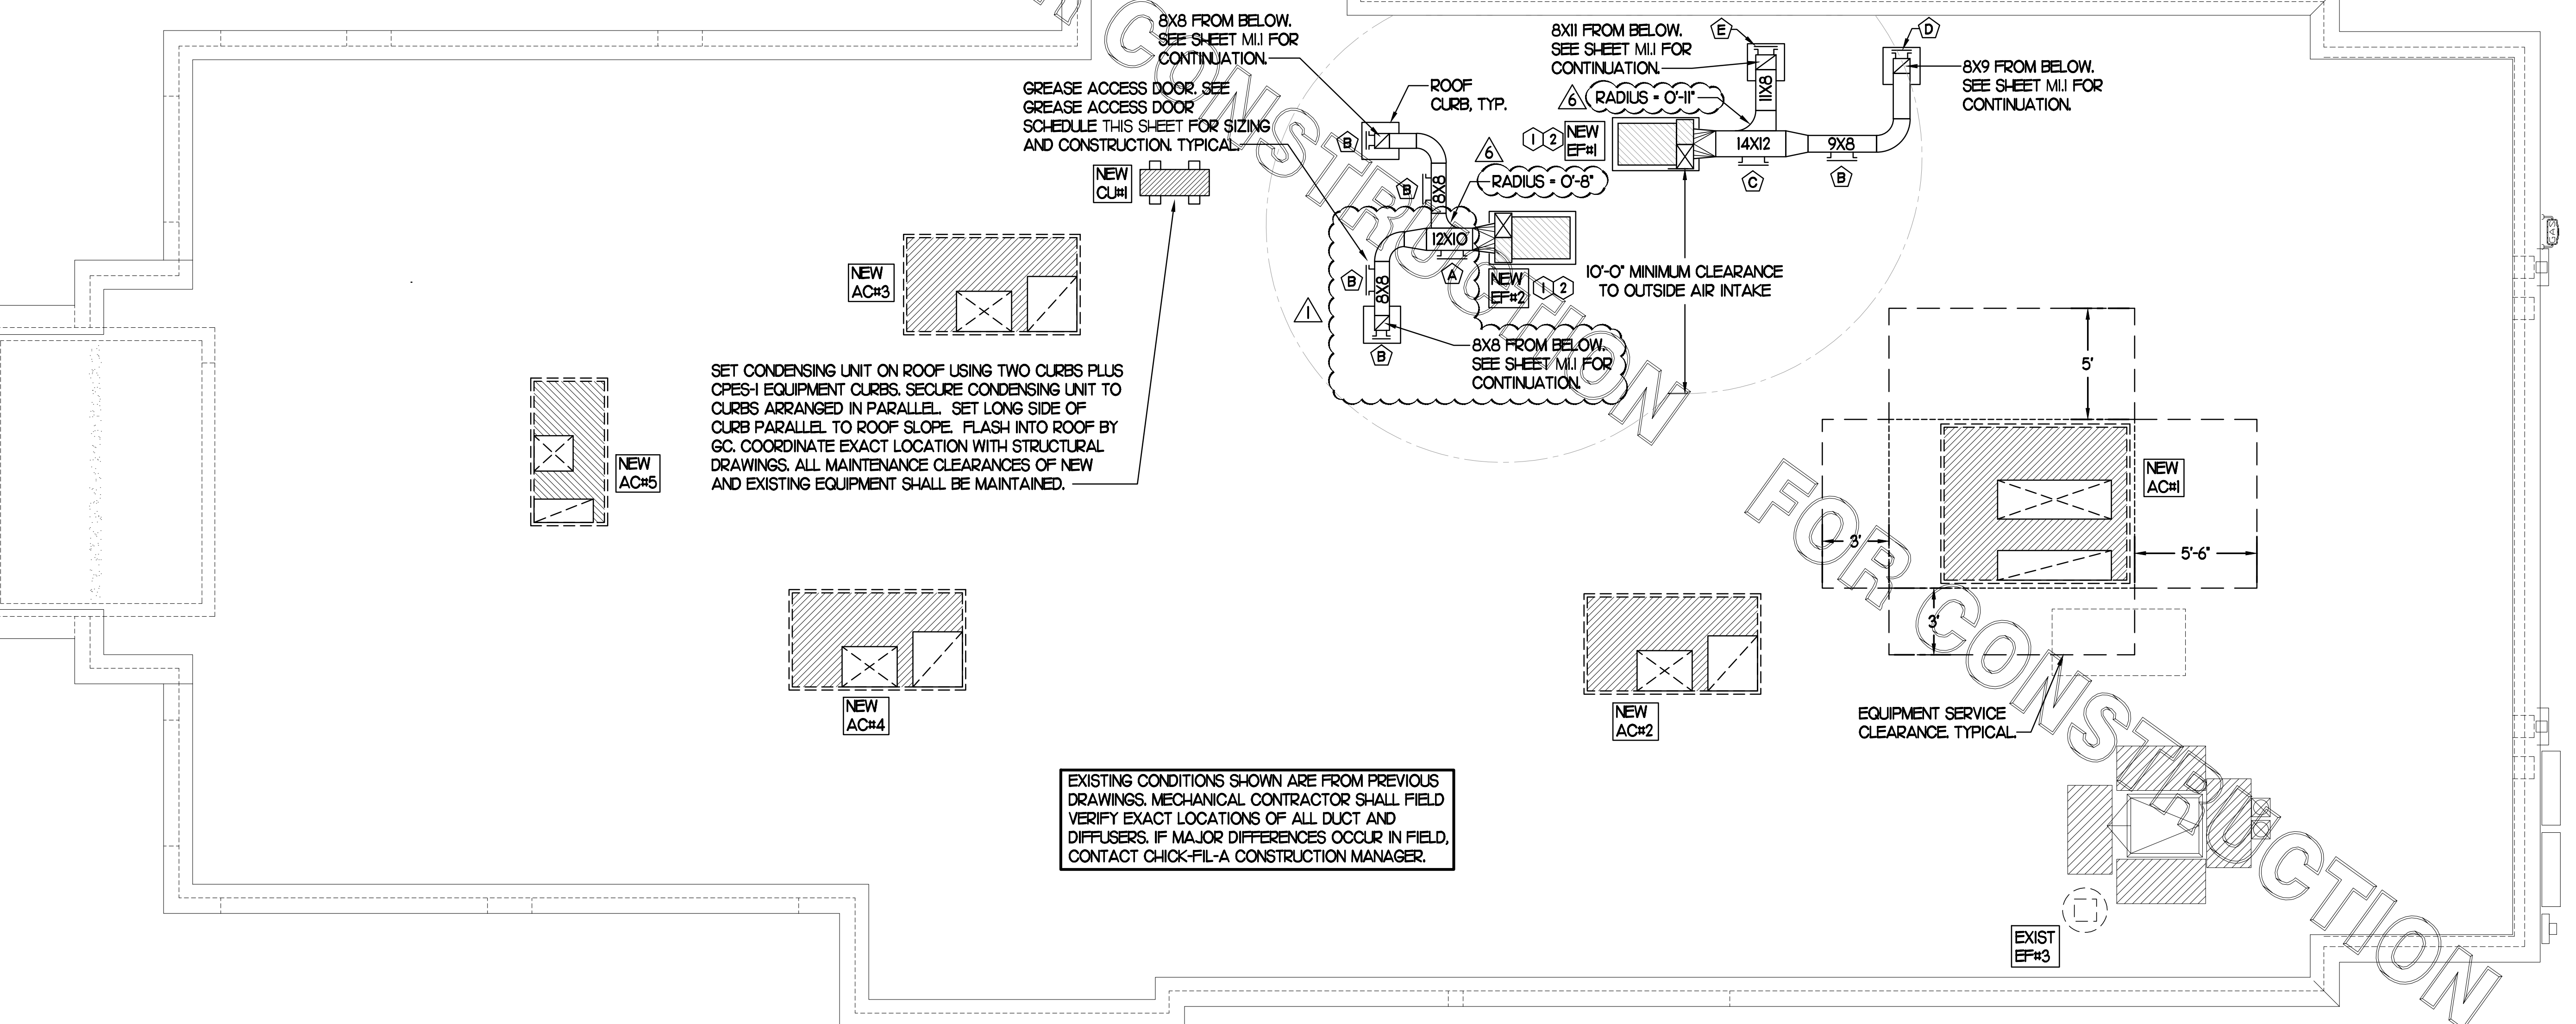 8X8 FROM BELOW.
SEE SHEET M1.1 FOR
CONTINUATION.
GREASE ACCESS DOOR. SEE
GREASE ACCESS DOOR
SCHEDULE THIS SHEET FOR SIZING
AND CONSTRUCTION. TYPICAL.
ROOF
CURB, TYP.
8X11 FROM BELOW.
SEE SHEET M1.1 FOR
CONTINUATION.
E
D
8X9 FROM BELOW.
SEE SHEET M1.1 FOR
CONTINUATION.
6
RADIUS = 0'-11"
11X8
1
2
NEW
EF#1
14X12
9X8
C
B
B
B
8X8
6
RADIUS = 0'-8"
12X10
A
B
8X8
B
1
NEW
EF#2
1
2
8X8 FROM BELOW.
SEE SHEET M1.1 FOR
CONTINUATION.
10'-0" MINIMUM CLEARANCE
TO OUTSIDE AIR INTAKE
GAS
NEW
CU#1
NEW
AC#3
SET CONDENSING UNIT ON ROOF USING TWO CURBS PLUS
CPES-1 EQUIPMENT CURBS. SECURE CONDENSING UNIT TO
CURBS ARRANGED IN PARALLEL. SET LONG SIDE OF
CURB PARALLEL TO ROOF SLOPE. FLASH INTO ROOF BY
GC. COORDINATE EXACT LOCATION WITH STRUCTURAL
DRAWINGS. ALL MAINTENANCE CLEARANCES OF NEW
AND EXISTING EQUIPMENT SHALL BE MAINTAINED.
NEW
AC#5
NEW
AC#4
NEW
AC#2
NEW
AC#1
5'
3'
5'-6"
3'
EQUIPMENT SERVICE
CLEARANCE. TYPICAL.
EXISTING CONDITIONS SHOWN ARE FROM PREVIOUS
DRAWINGS. MECHANICAL CONTRACTOR SHALL FIELD
VERIFY EXACT LOCATIONS OF ALL DUCT AND
DIFFUSERS. IF MAJOR DIFFERENCES OCCUR IN FIELD,
CONTACT CHICK-FIL-A CONSTRUCTION MANAGER.
EXIST
EF#3
R CONSTRUCTION
FOR CONSTRUCTION